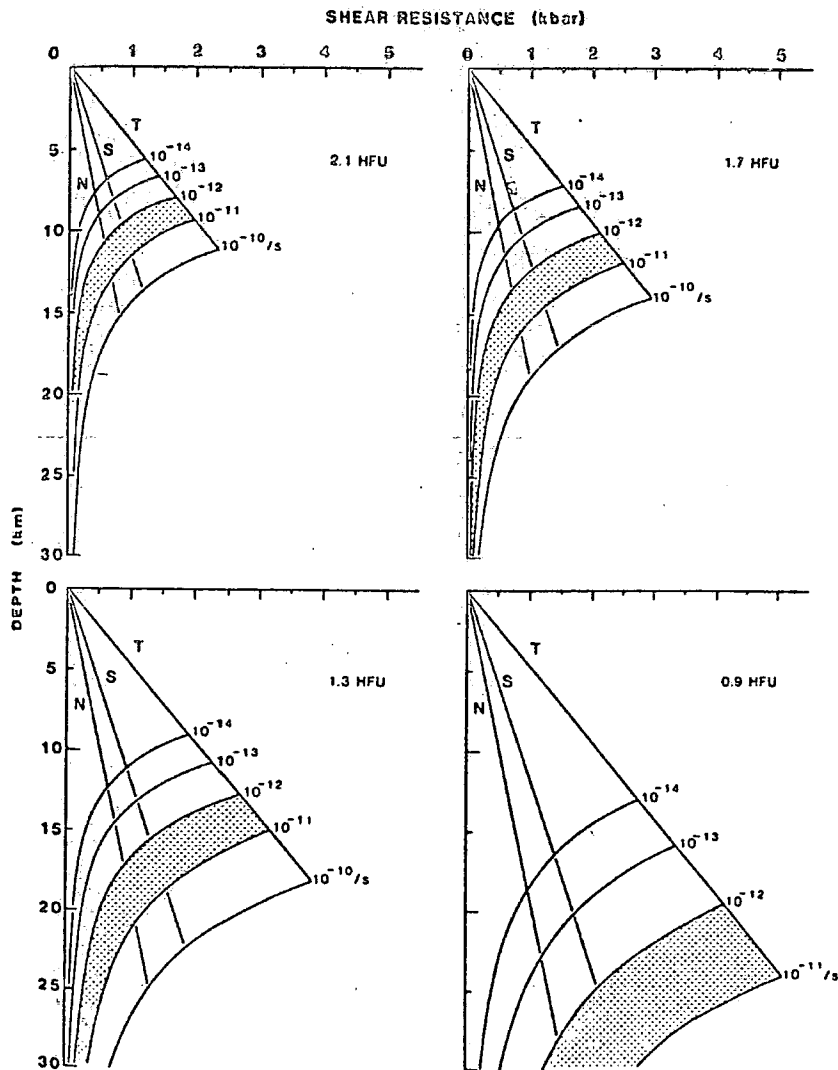 SHEAR RESISTANCE (kbar)
0 1 2 3 4 5
0 1 2 3 4 5
0
5
10
15
20
25
30
T
S
N
10⁻¹⁴
10⁻¹³
10⁻¹²
10⁻¹¹
10⁻¹⁰/s
2.1 HFU
T
S
N
10⁻¹⁴
10⁻¹³
10⁻¹²
10⁻¹¹
10⁻¹⁰/s
1.7 HFU
DEPTH (km)
0
5
10
15
20
25
30
T
S
N
10⁻¹⁴
10⁻¹³
10⁻¹²
10⁻¹¹
10⁻¹⁰/s
1.3 HFU
T
S
N
10⁻¹⁴
10⁻¹³
10⁻¹²
10⁻¹¹/s
0.9 HFU